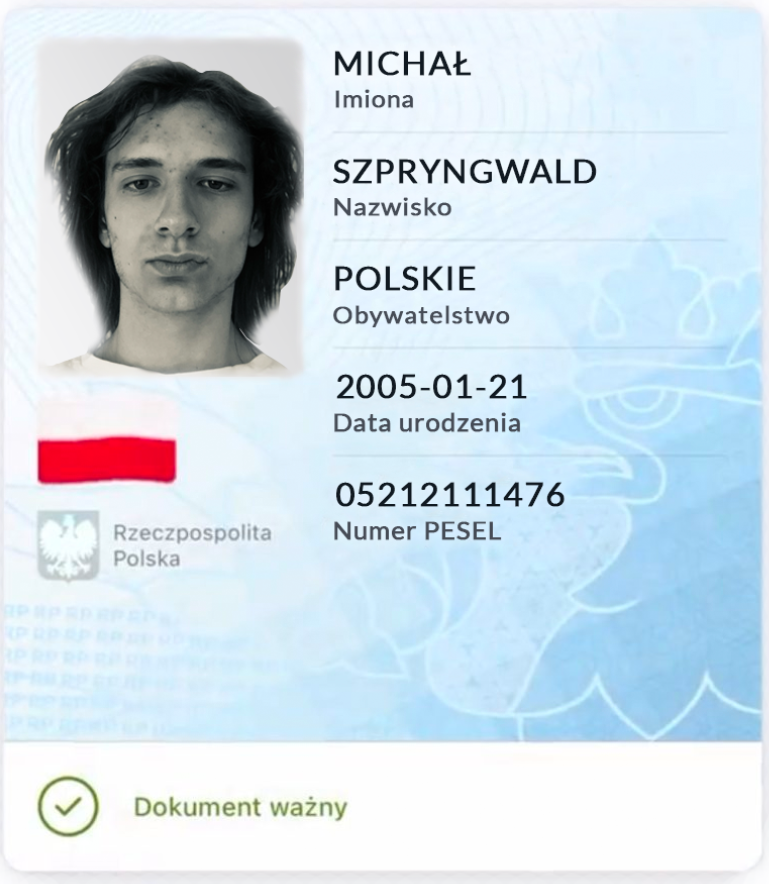 MICHAŁ
Imiona
SZPRYNGWALD
Nazwisko
POLSKIE
Obywatelstwo
2005-01-21
Data urodzenia
05212111476
Numer PESEL
Rzeczpospolita
Polska
RP RP RP RP RP RP
RP RP RP RP RP RP
RP RP RP RP RP RP
RP RP RP RP RP
RP RP RP RP RP
RP RP RP RP RP RP
Dokument ważny